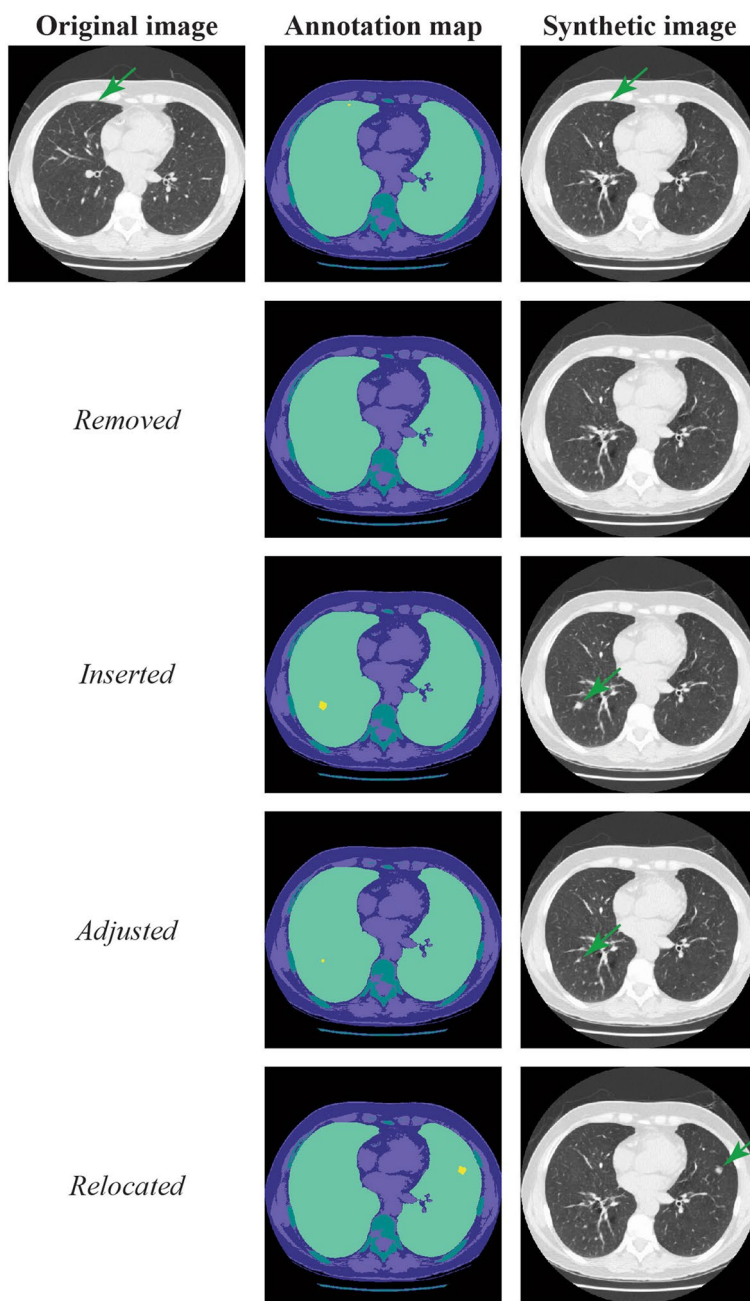 Original image
Annotation map
Synthetic image
Removed
Inserted
Adjusted
Relocated